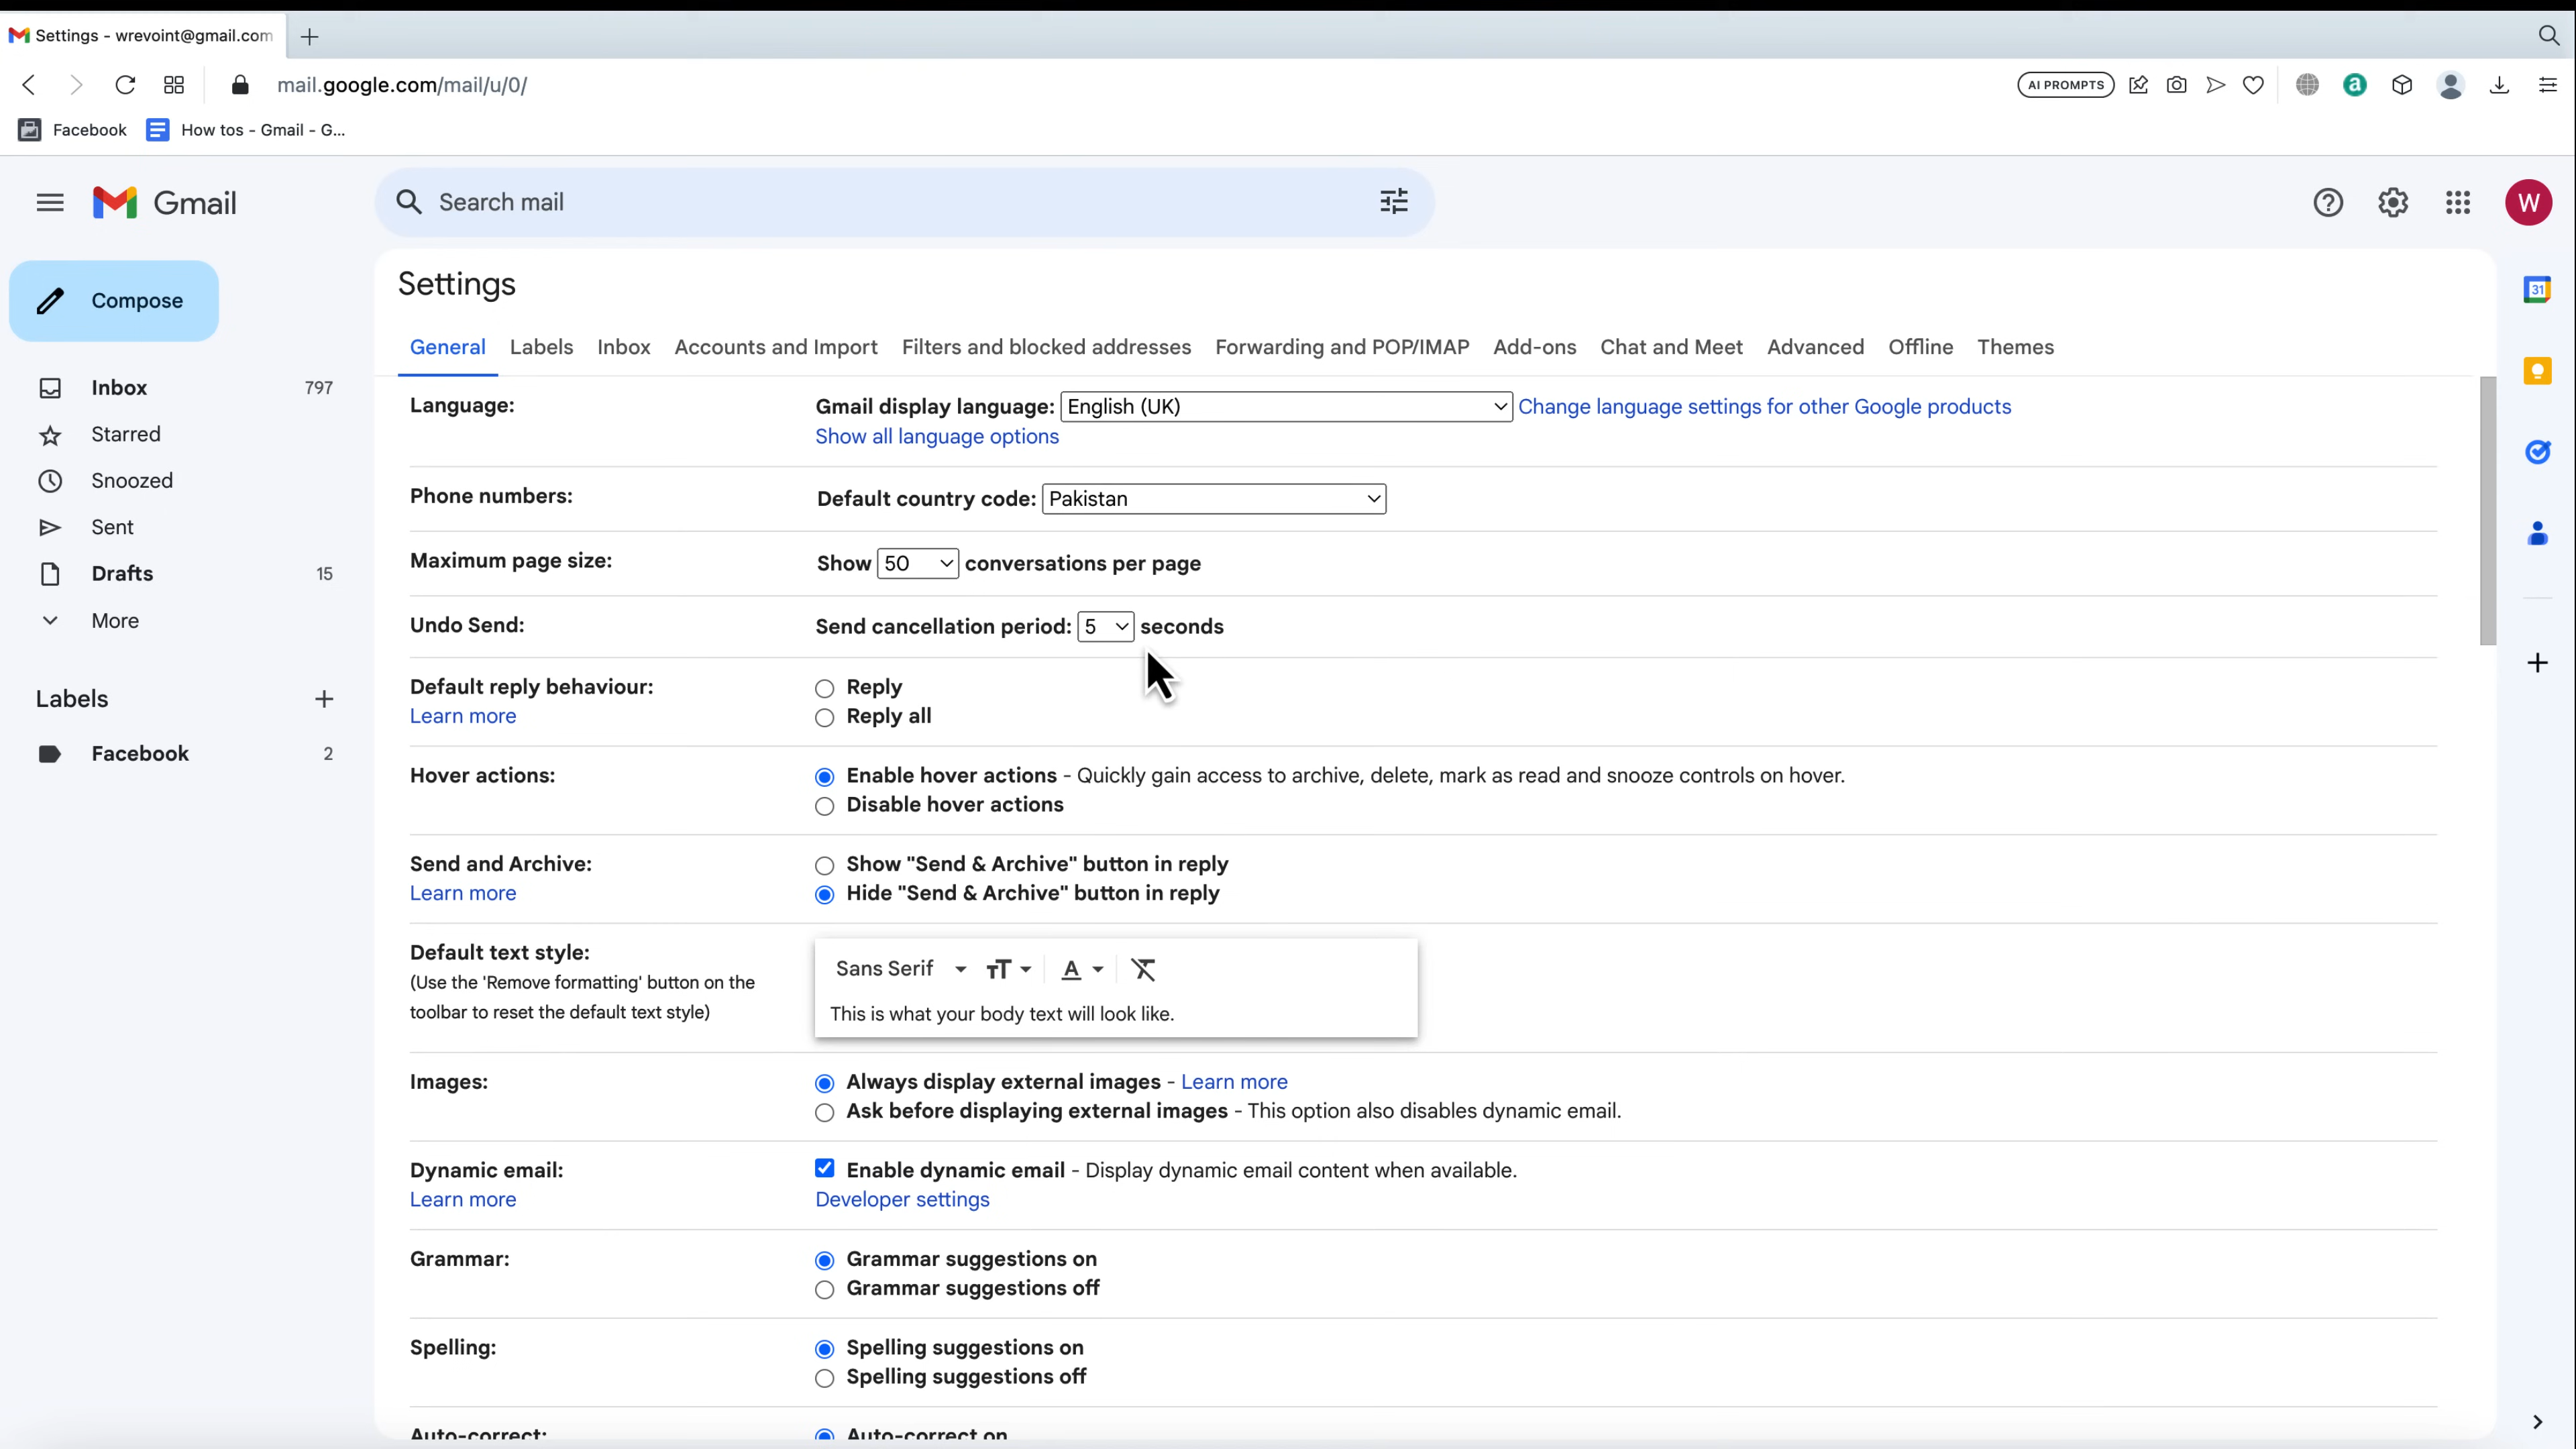 Settings - wrevoint@gmail.com
mail.google.com/mail/u/0/
AI PROMPTS
a
Facebook
How tos - Gmail - G...
Gmail
Search mail
W
Compose
Inbox 797
Starred
Snoozed
Sent
Drafts 15
More
Labels
Facebook 2
31
Settings
General Labels Inbox Accounts and Import Filters and blocked addresses Forwarding and POP/IMAP Add-ons Chat and Meet Advanced Offline Themes
Language: Gmail display language: English (UK) Change language settings for other Google products
Show all language options
Phone numbers: Default country code: Pakistan
Maximum page size: Show 50 conversations per page
Undo Send: Send cancellation period: 5 seconds
Default reply behaviour: Reply
Learn more Reply all
Hover actions: Enable hover actions - Quickly gain access to archive, delete, mark as read and snooze controls on hover.
Disable hover actions
Send and Archive: Show "Send & Archive" button in reply
Learn more Hide "Send & Archive" button in reply
Default text style:
(Use the 'Remove formatting' button on the
toolbar to reset the default text style)
Sans Serif
This is what your body text will look like.
Images: Always display external images - Learn more
Ask before displaying external images - This option also disables dynamic email.
Dynamic email: Enable dynamic email - Display dynamic email content when available.
Learn more Developer settings
Grammar: Grammar suggestions on
Grammar suggestions off
Spelling: Spelling suggestions on
Spelling suggestions off
Auto-correct: Auto-correct on